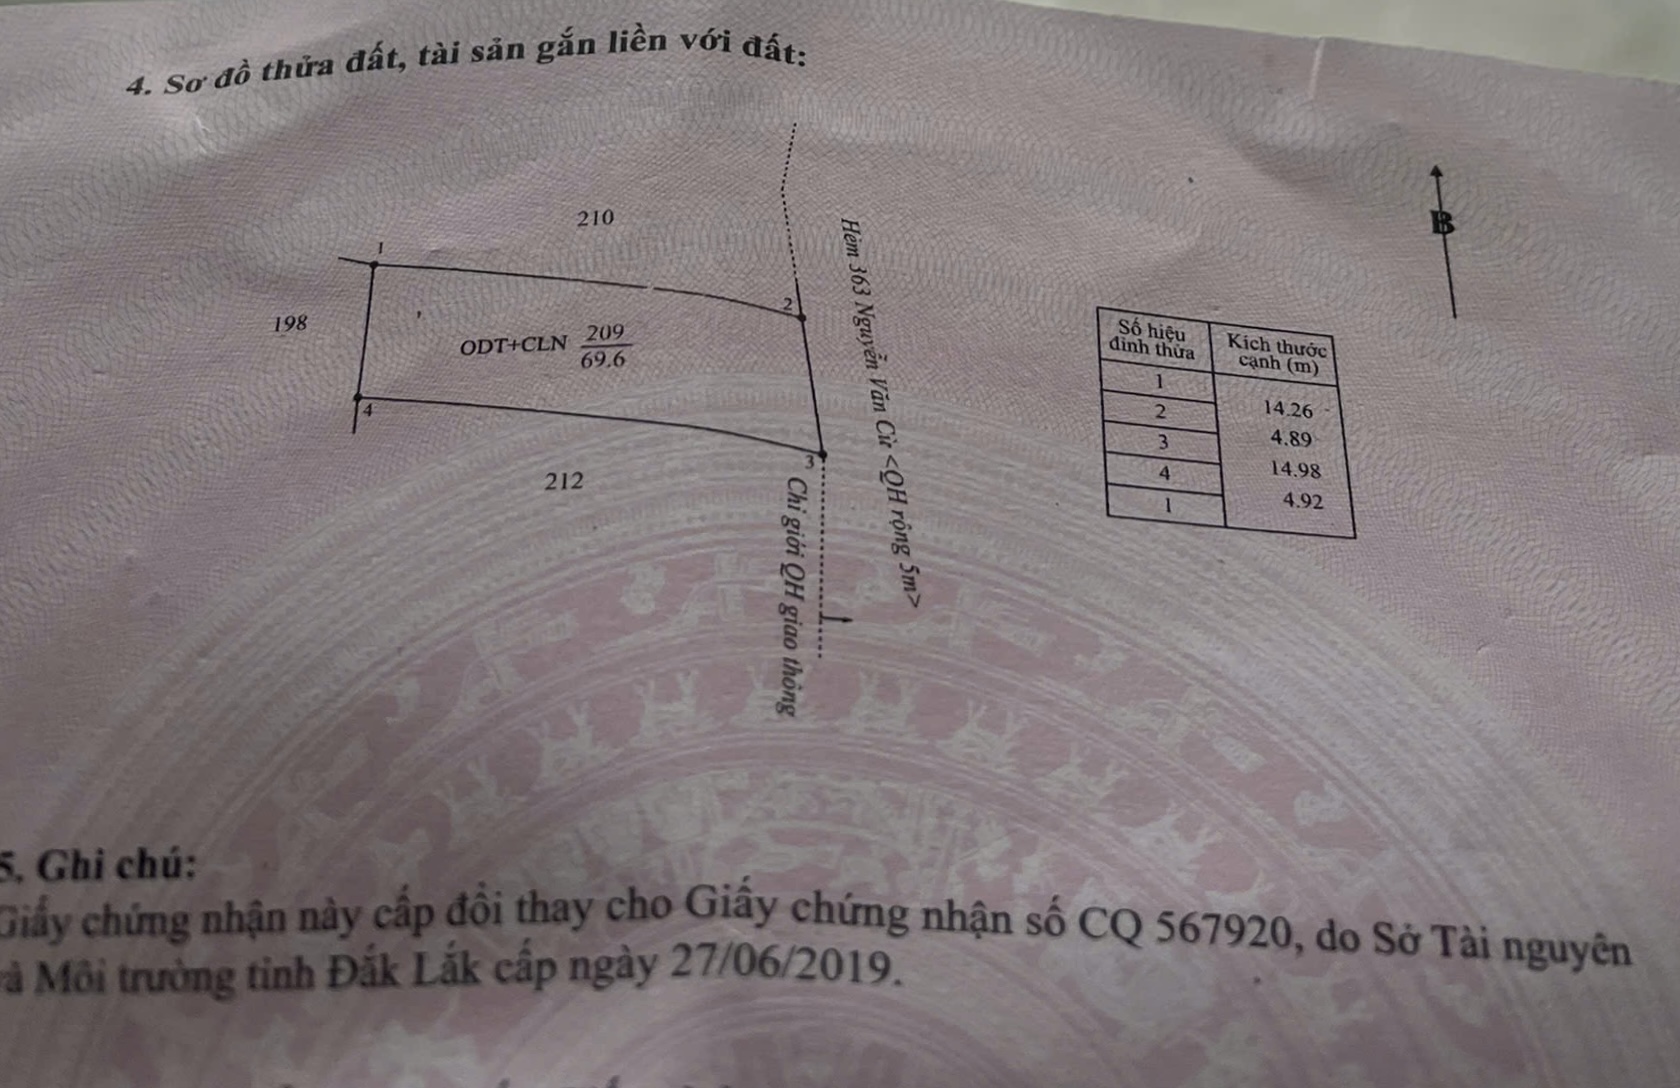 4. Sơ đồ thửa đất, tài sản gắn liền với đất:
210
1
2
198
ODT+CLN 209
69.6
4
3
212
Hẻm 363 Nguyễn Văn Cừ <QH rộng 5m>
Chỉ giới QH giao thông
B
Số hiệu
đỉnh thửa
Kích thước
cạnh (m)
1
14.26
2
4.89
3
14.98
4
4.92
1
5. Ghi chú:
Giấy chứng nhận này cấp đổi thay cho Giấy chứng nhận số CQ 567920, do Sở Tài nguyên
và Môi trường tỉnh Đắk Lắk cấp ngày 27/06/2019.